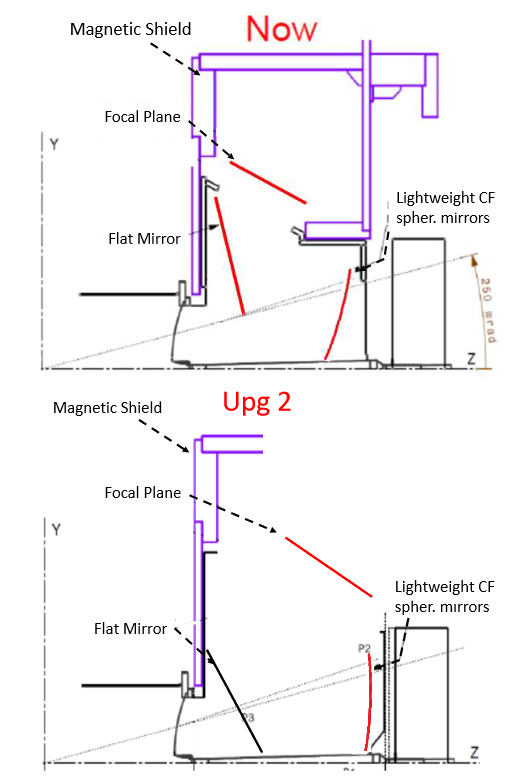 Now
Magnetic Shield
Focal Plane
Y
Lightweight CF
spher. mirrors
Flat Mirror
250 mrad
Z
Upg 2
Magnetic Shield
Focal Plane
Y
Lightweight CF
spher. mirrors
Flat Mirror
P2
P3
Z